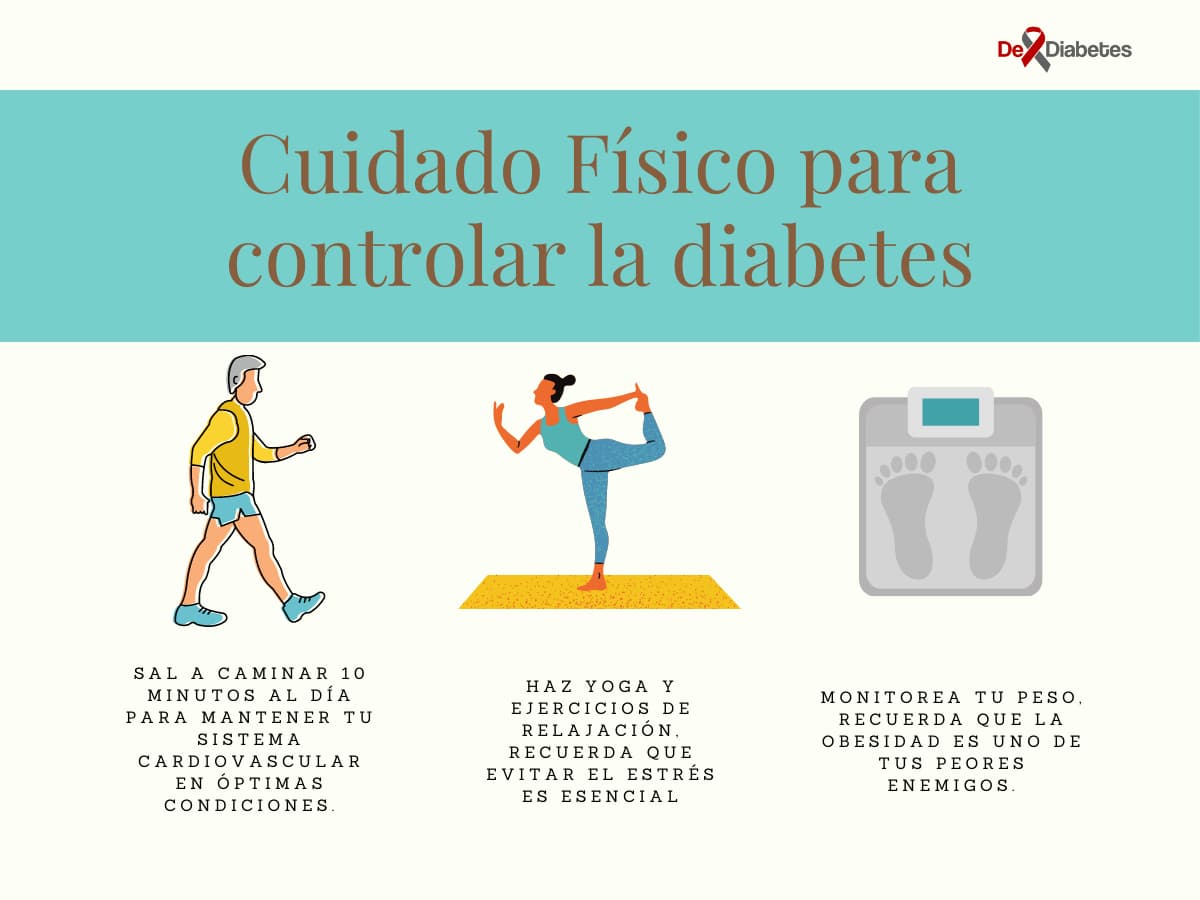 De Diabetes
Cuidado Físico para
controlar la diabetes
SAL A CAMINAR 10
MINUTOS AL DÍA
PARA MANTENER TU
SISTEMA
CARDIOVASCULAR
EN ÓPTIMAS
CONDICIONES.
HAZ YOGA Y
EJERCICIOS DE
RELAJACIÓN,
RECUERDA QUE
EVITAR EL ESTRÉS
ES ESENCIAL
MONITOREA TU PESO,
RECUERDA QUE LA
OBESIDAD ES UNO DE
TUS PEORES
ENEMIGOS.